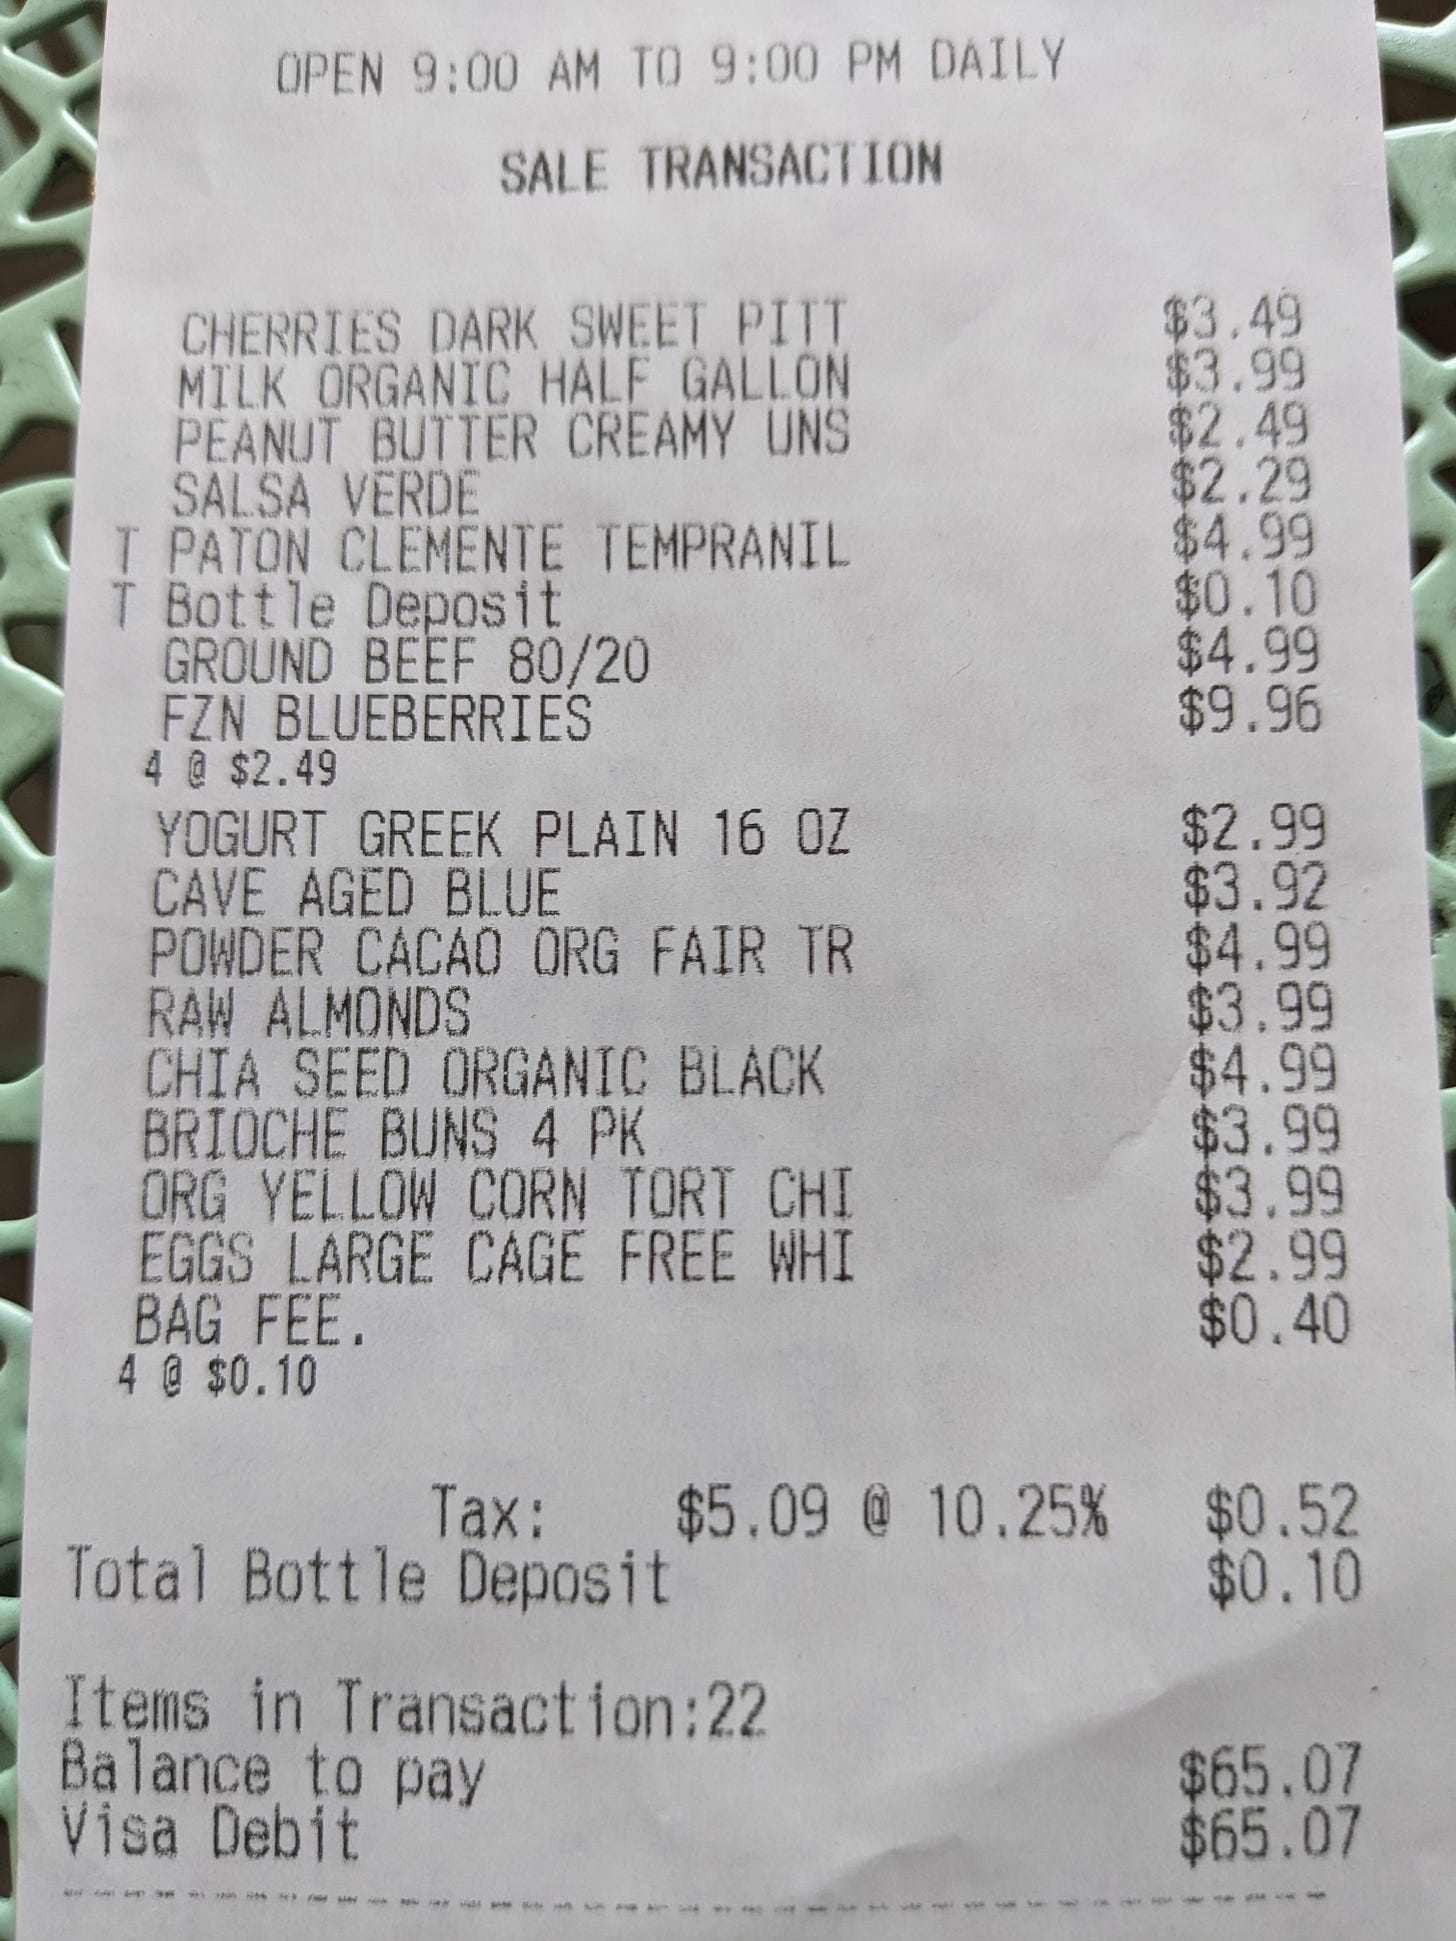 OPEN 9:00 AM TO 9:00 PM DAILY
SALE TRANSACTION
CHERRIES DARK SWEET PITT $3.49
MILK ORGANIC HALF GALLON $3.99
PEANUT BUTTER CREAMY UNS $2.49
SALSA VERDE $2.29
T PATON CLEMENTE TEMPRANIL $4.99
T Bottle Deposit $0.10
GROUND BEEF 80/20 $4.99
FZN BLUEBERRIES $9.96
4 @ $2.49
YOGURT GREEK PLAIN 16 OZ $2.99
CAVE AGED BLUE $3.92
POWDER CACAO ORG FAIR TR $4.99
RAW ALMONDS $3.99
CHIA SEED ORGANIC BLACK $4.99
BRIOCHE BUNS 4 PK $3.99
ORG YELLOW CORN TORT CHI $3.99
EGGS LARGE CAGE FREE WHI $2.99
BAG FEE. $0.40
4 @ $0.10
Tax: $5.09 @ 10.25% $0.52
Total Bottle Deposit $0.10
Items in Transaction:22
Balance to pay $65.07
Visa Debit $65.07